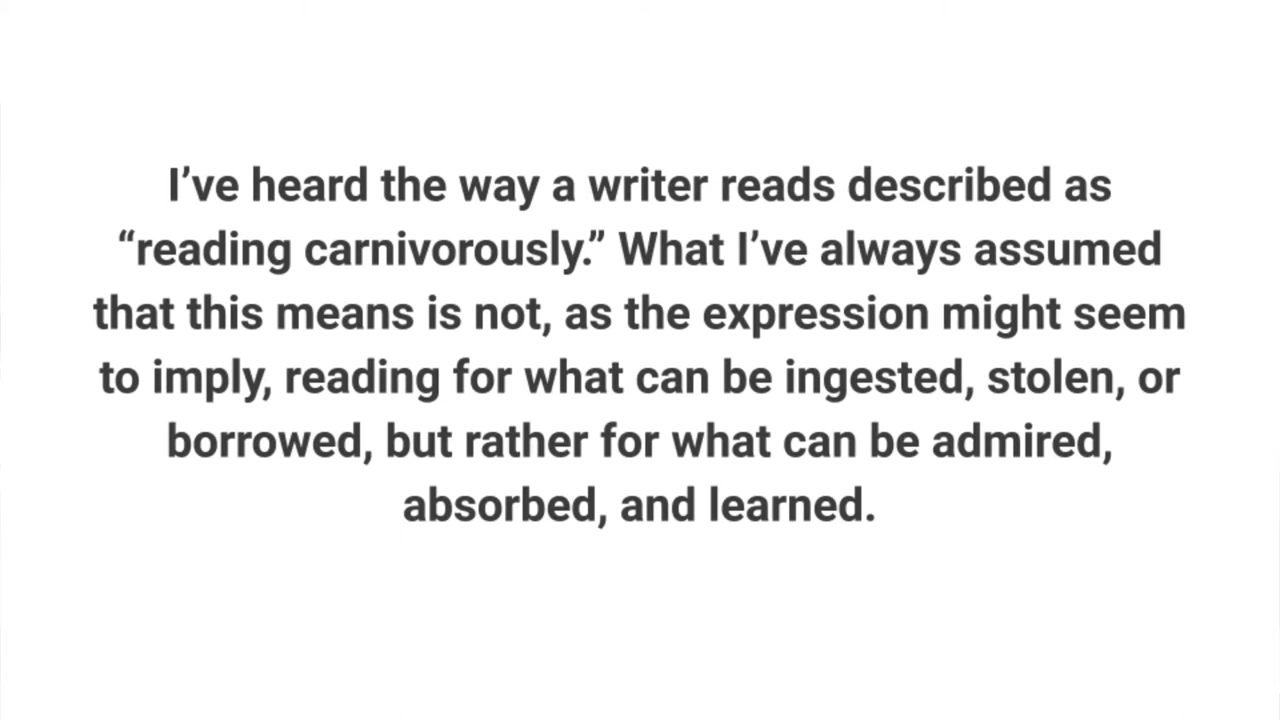 I’ve heard the way a writer reads described as
“reading carnivorously.” What I’ve always assumed
that this means is not, as the expression might seem
to imply, reading for what can be ingested, stolen, or
borrowed, but rather for what can be admired,
absorbed, and learned.